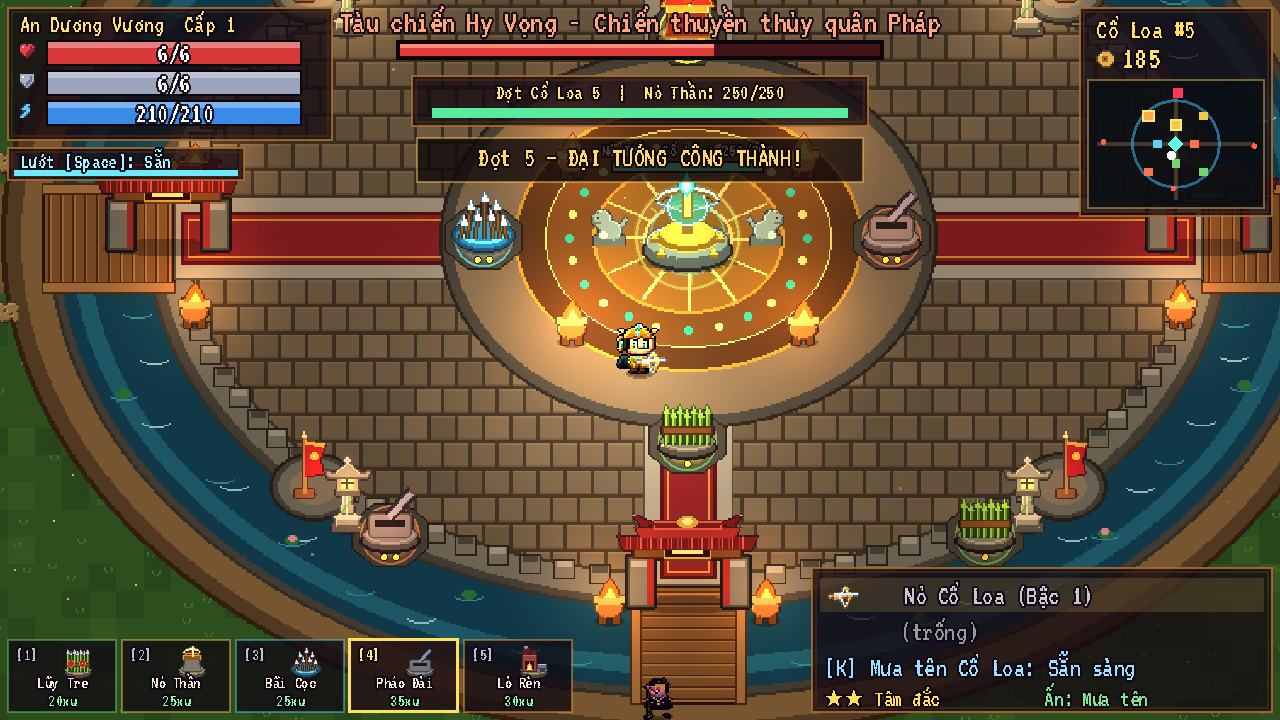 An Dương Vương Cấp 1
6/6
6/6
210/210
Lướt [Space]: Sẵn
Tàu chiến Hy Vọng - Chiến thuyền thủy quân Pháp
Đợt Cổ Loa 5 | Nỏ Thần: 250/250
Đợt 5 - ĐẠI TƯỚNG CÔNG THÀNH!
Cổ Loa #5
185
[1]
Lũy Tre
20xu
[2]
Nỏ Thần
25xu
[3]
Bãi Cọc
25xu
[4]
Pháo Đài
35xu
[5]
Lò Rèn
30xu
Nỏ Cổ Loa (Bậc 1)
(trống)
[K] Mưa tên Cổ Loa: Sẵn sàng
★★ Tâm đắc
Ấn: Mưa tên